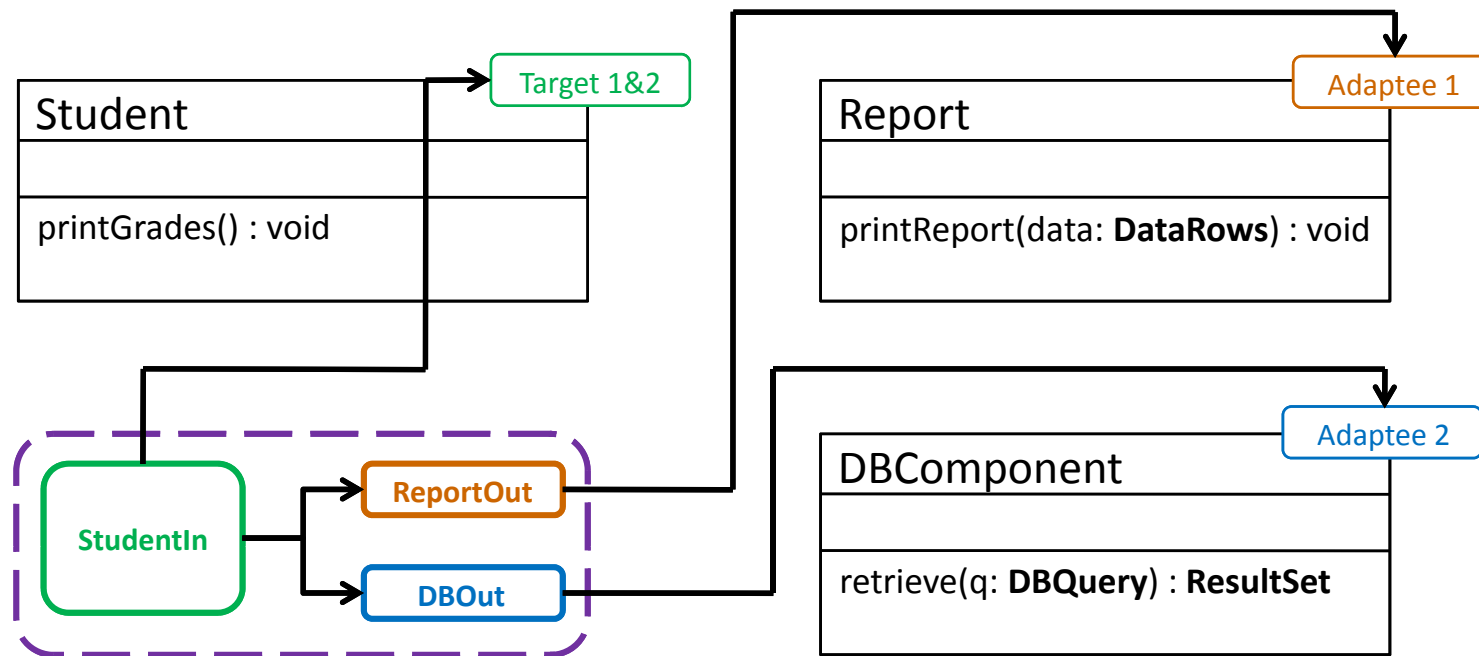 Target 1&2
Student
printGrades() : void
Adaptee 1
Report
printReport(data: DataRows) : void
StudentIn
ReportOut
DBOut
Adaptee 2
DBComponent
retrieve(q: DBQuery) : ResultSet